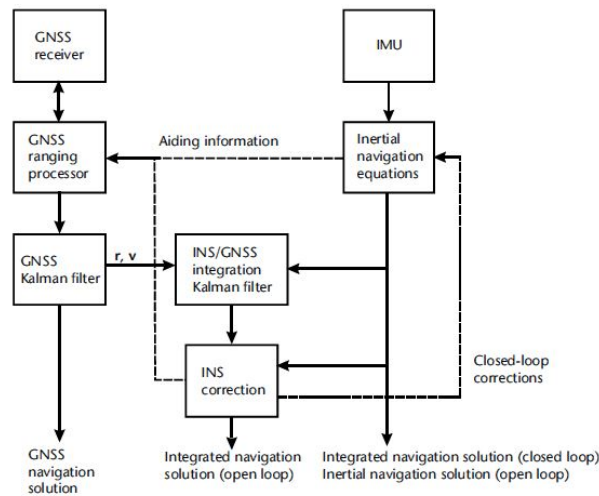 GNSS
receiver
IMU
GNSS
ranging
processor
Aiding information
Inertial
navigation
equations
GNSS
Kalman filter
r, v
INS/GNSS
integration
Kalman filter
INS
correction
Closed-loop
corrections
GNSS
navigation
solution
Integrated navigation
solution (open loop)
Integrated navigation solution (closed loop)
Inertial navigation solution (open loop)